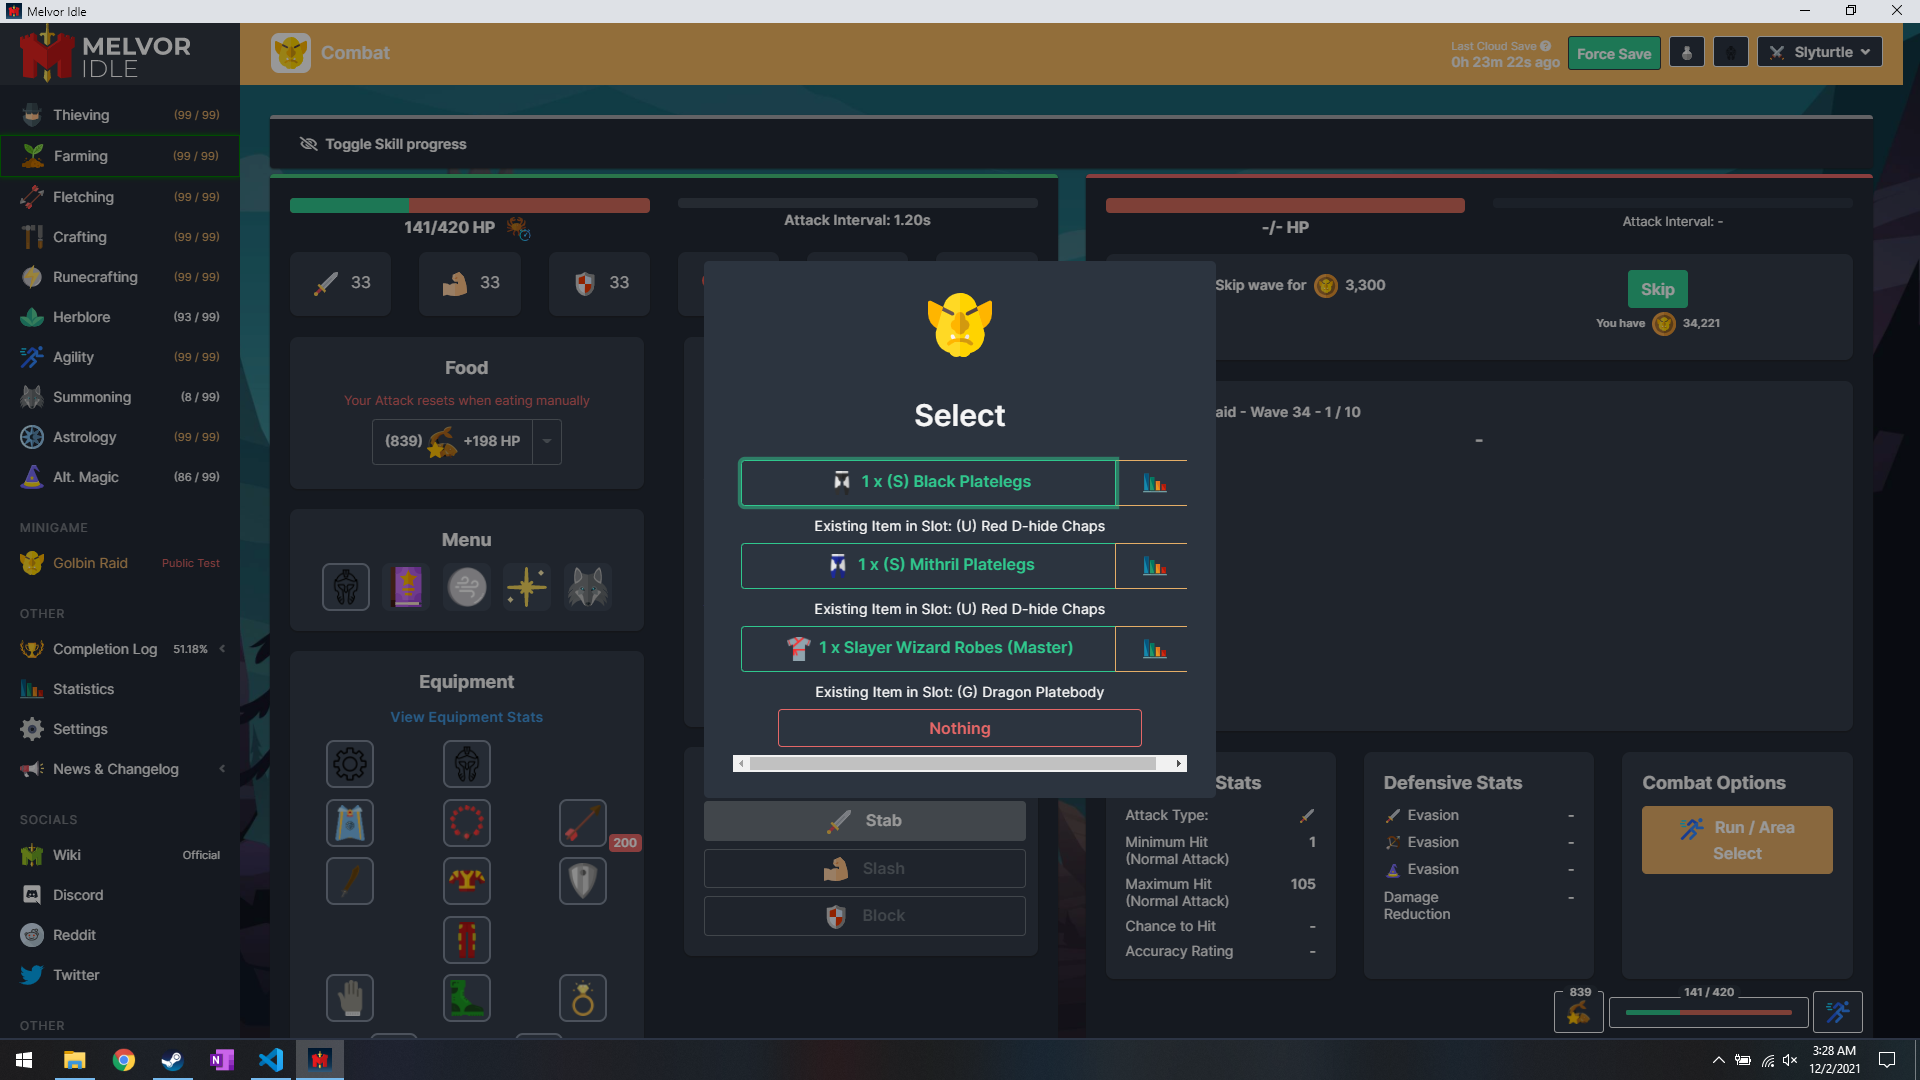 Melvor Idle
MELVOR
IDLE
Combat
Last Cloud Save
0h 23m 22s ago
Force Save
Slyturtle
Thieving (99 / 99)
Farming (99 / 99)
Fletching (99 / 99)
Crafting (99 / 99)
Runecrafting (99 / 99)
Herblore (93 / 99)
Agility (99 / 99)
Summoning (8 / 99)
Astrology (99 / 99)
Alt. Magic (86 / 99)
MINIGAME
Golbin Raid Public Test
OTHER
Completion Log 51.18%
Statistics
Settings
News & Changelog
SOCIALS
Wiki Official
Discord
Reddit
Twitter
OTHER
Toggle Skill progress
141/420 HP
Attack Interval: 1.20s
33
33
33
Food
Your Attack resets when eating manually
(839) +198 HP
Menu
Equipment
View Equipment Stats
200
Stab
Slash
Block
Select
1 x (S) Black Platelegs
Existing Item in Slot: (U) Red D-hide Chaps
1 x (S) Mithril Platelegs
Existing Item in Slot: (U) Red D-hide Chaps
1 x Slayer Wizard Robes (Master)
Existing Item in Slot: (G) Dragon Platebody
Nothing
-/- HP
Attack Interval: -
Skip wave for 3,300
Skip
You have 34,221
aid - Wave 34 - 1 / 10
-
Stats
Attack Type:
Minimum Hit
(Normal Attack) 1
Maximum Hit
(Normal Attack) 105
Chance to Hit -
Accuracy Rating -
Defensive Stats
Evasion -
Evasion -
Evasion -
Damage
Reduction -
Combat Options
Run / Area
Select
839
141 / 420
3:28 AM
12/2/2021